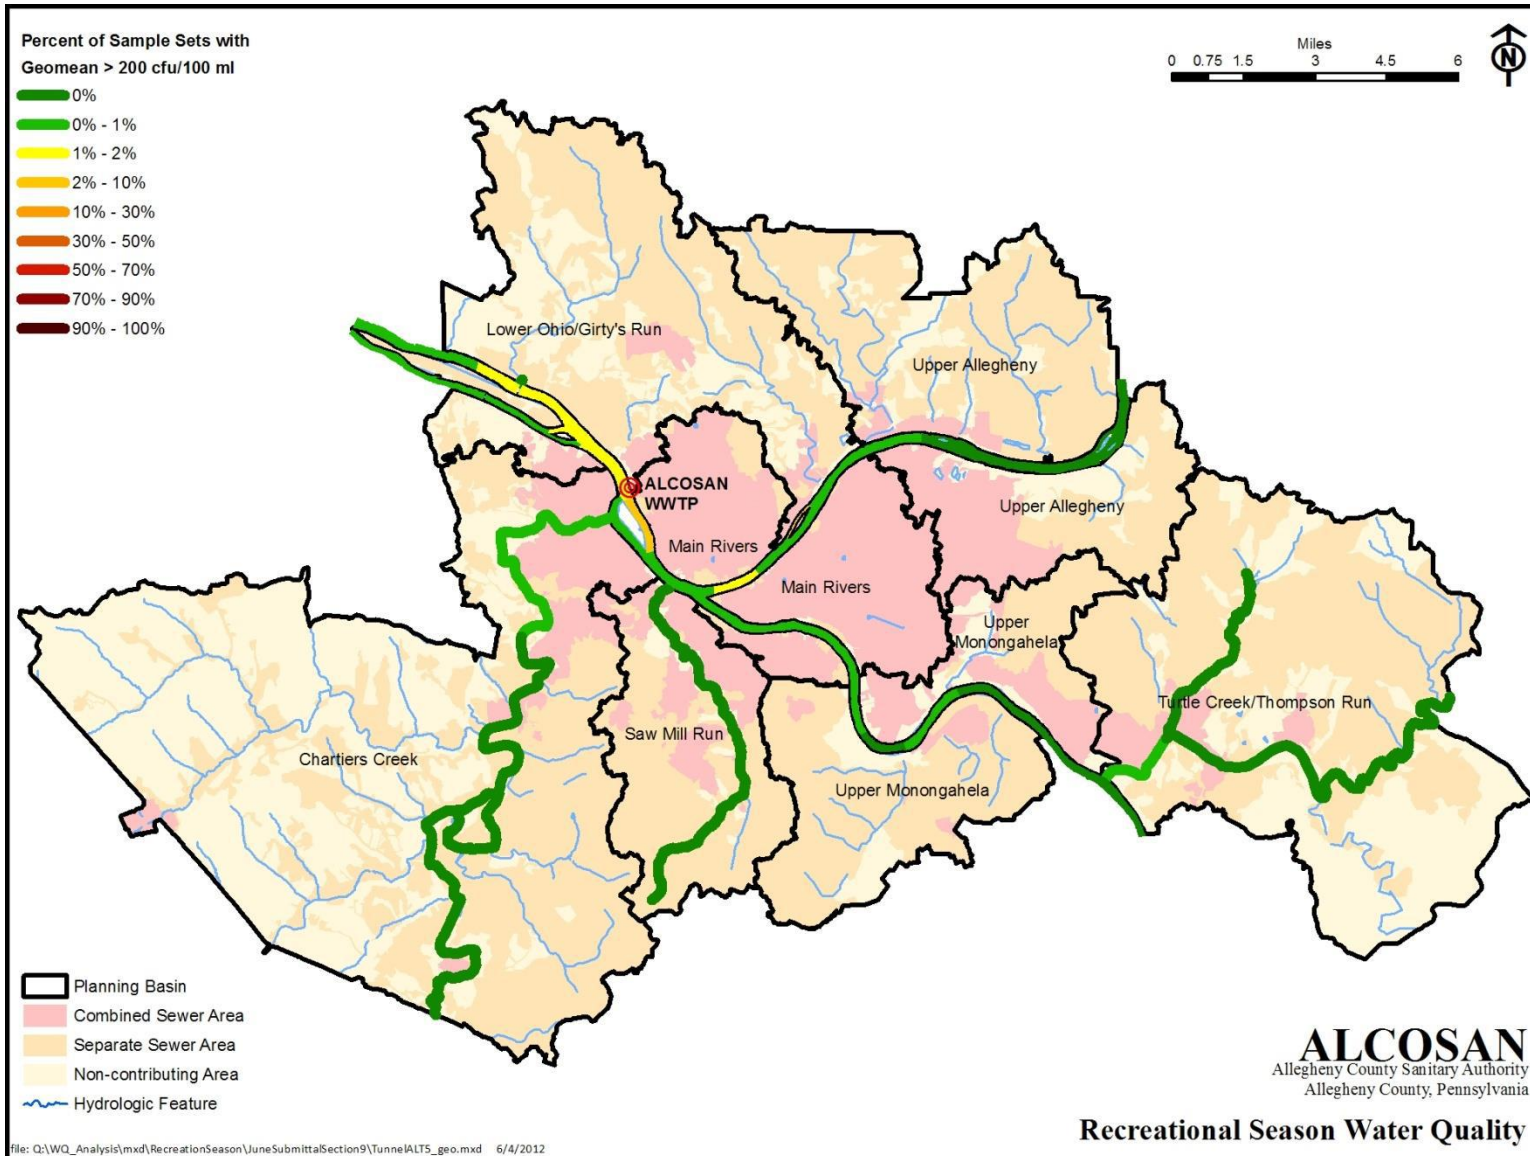 Percent of Sample Sets with
Geomean > 200 cfu/100 ml
0%
0% - 1%
1% - 2%
2% - 10%
10% - 30%
30% - 50%
50% - 70%
70% - 90%
90% - 100%
Miles
0 0.75 1.5 3 4.5 6
N
Lower Ohio/Girty's Run
Upper Allegheny
ALCOSAN
WWTP
Upper Allegheny
Main Rivers
Main Rivers
Upper
Monongahela
Turtle Creek/Thompson Run
Saw Mill Run
Chartiers Creek
Upper Monongahela
Planning Basin
Combined Sewer Area
Separate Sewer Area
Non-contributing Area
Hydrologic Feature
ALCOSAN
Allegheny County Sanitary Authority
Allegheny County, Pennsylvania
Recreational Season Water Quality
file: Q:\WQ_Analysis\mxd\RecreationSeason\JuneSubmittalSection9\TunnelALT5_geo.mxd 6/4/2012